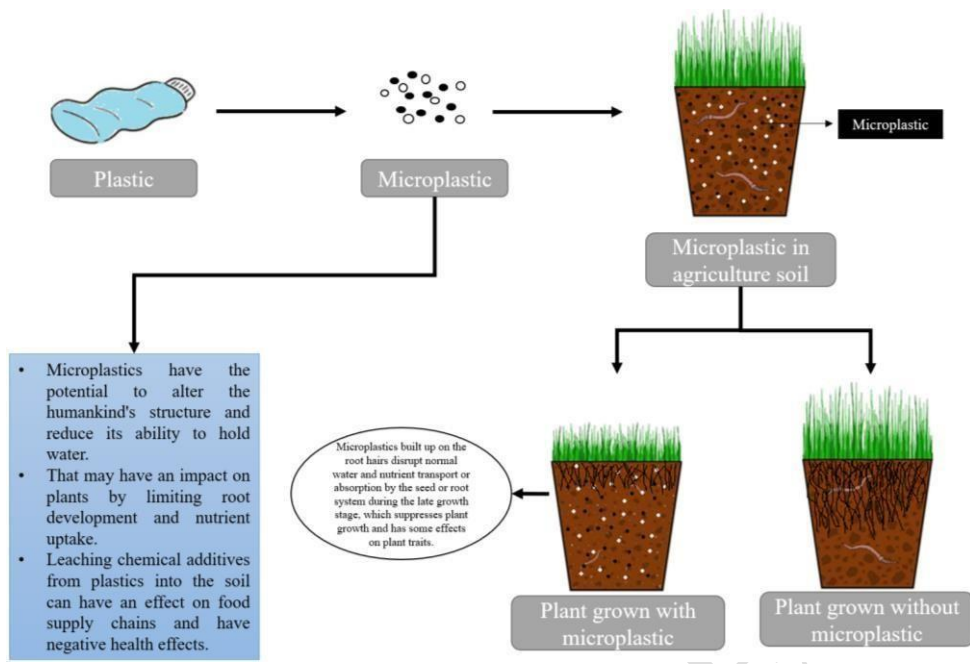 Plastic
Microplastic
Microplastic
Microplastic in
agriculture soil
• Microplastics have the
potential to alter the
humankind's structure and
reduce its ability to hold
water.
• That may have an impact on
plants by limiting root
development and nutrient
uptake.
• Leaching chemical additives
from plastics into the soil
can have an effect on food
supply chains and have
negative health effects.
Microplastics built up on the
root hairs disrupt normal
water and nutrient transport or
absorption by the seed or root
system during the late growth
stage, which suppresses plant
growth and has some effects
on plant traits.
Plant grown with
microplastic
Plant grown without
microplastic